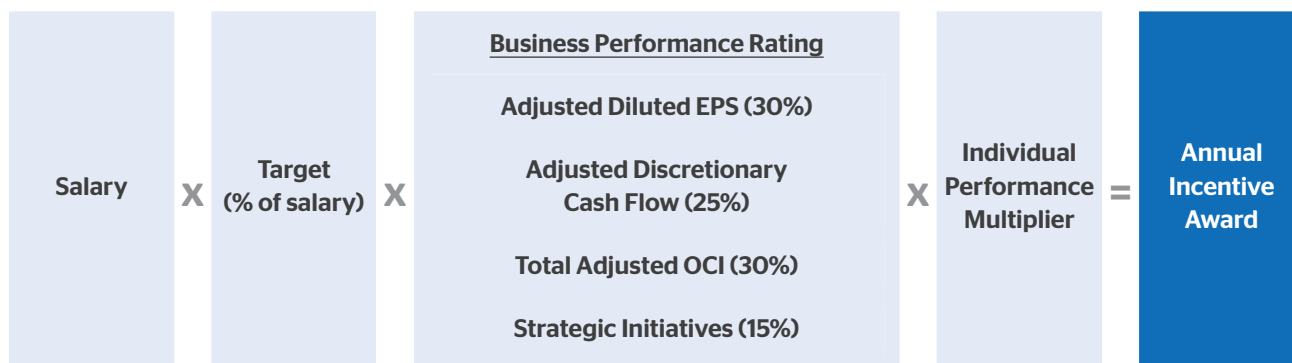 Salary
x
Target
(% of salary)
x
Business Performance Rating
Adjusted Diluted EPS (30%)
Adjusted Discretionary
Cash Flow (25%)
Total Adjusted OCI (30%)
Strategic Initiatives (15%)
x
Individual
Performance
Multiplier
=
Annual
Incentive
Award